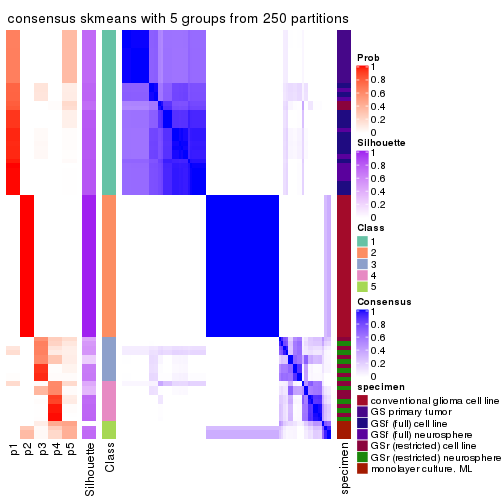 consensus skmeans with 5 groups from 250 partitions
Prob
1
0.8
0.6
0.4
0.2
0
Silhouette
1
0.8
0.6
0.4
0.2
0
Class
1
2
3
4
5
Consensus
1
0.8
0.6
0.4
0.2
0
specimen
conventional glioma cell line
GS primary tumor
GSf (full) cell line
GSf (full) neurosphere
GSr (restricted) cell line
GSr (restricted) neurosphere
monolayer culture. ML
p1
p2
p3
p4
p5
Silhouette
Class
specimen